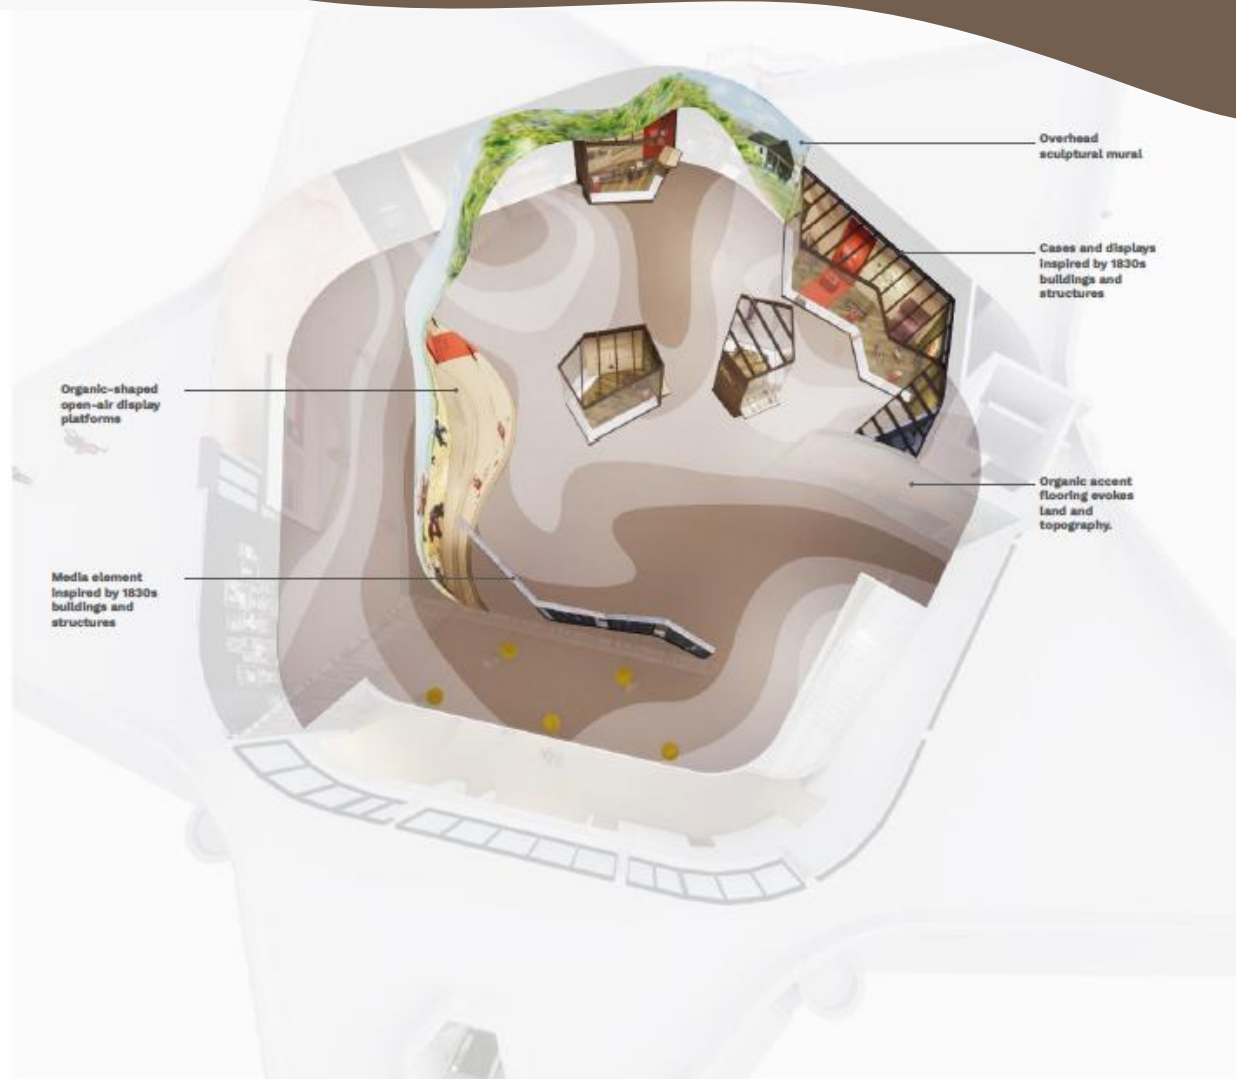 Overhead
sculptural mural
Cases and displays
inspired by 1830s
buildings and
structures
Organic-shaped
open-air display
platforms
Organic accent
flooring evokes
land and
topography.
Media element
inspired by 1830s
buildings and
structures